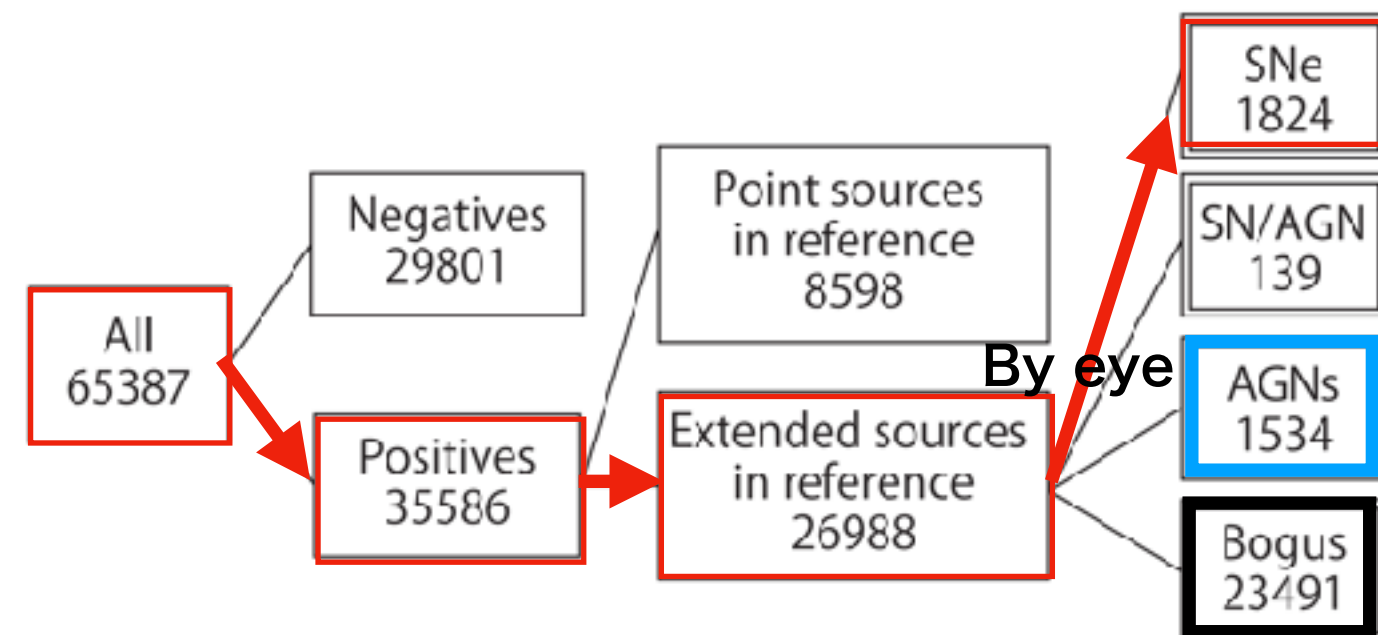 All
65387
Negatives
29801
Positives
35586
Point sources
in reference
8598
Extended sources
in reference
26988
By eye
SNe
1824
SN/AGN
139
AGNs
1534
Bogus
23491